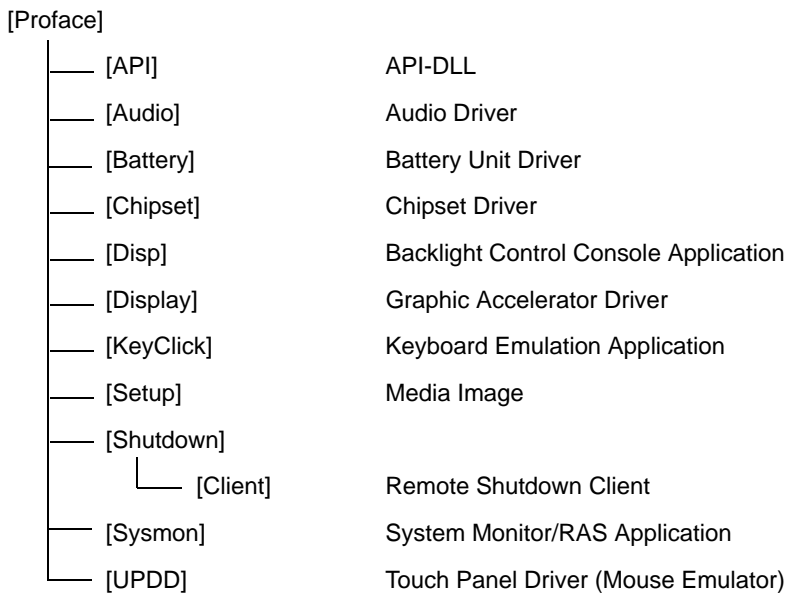 [Proface]
[API] API-DLL
[Audio] Audio Driver
[Battery] Battery Unit Driver
[Chipset] Chipset Driver
[Disp] Backlight Control Console Application
[Display] Graphic Accelerator Driver
[KeyClick] Keyboard Emulation Application
[Setup] Media Image
[Shutdown]
[Client] Remote Shutdown Client
[Sysmon] System Monitor/RAS Application
[UPDD] Touch Panel Driver (Mouse Emulator)